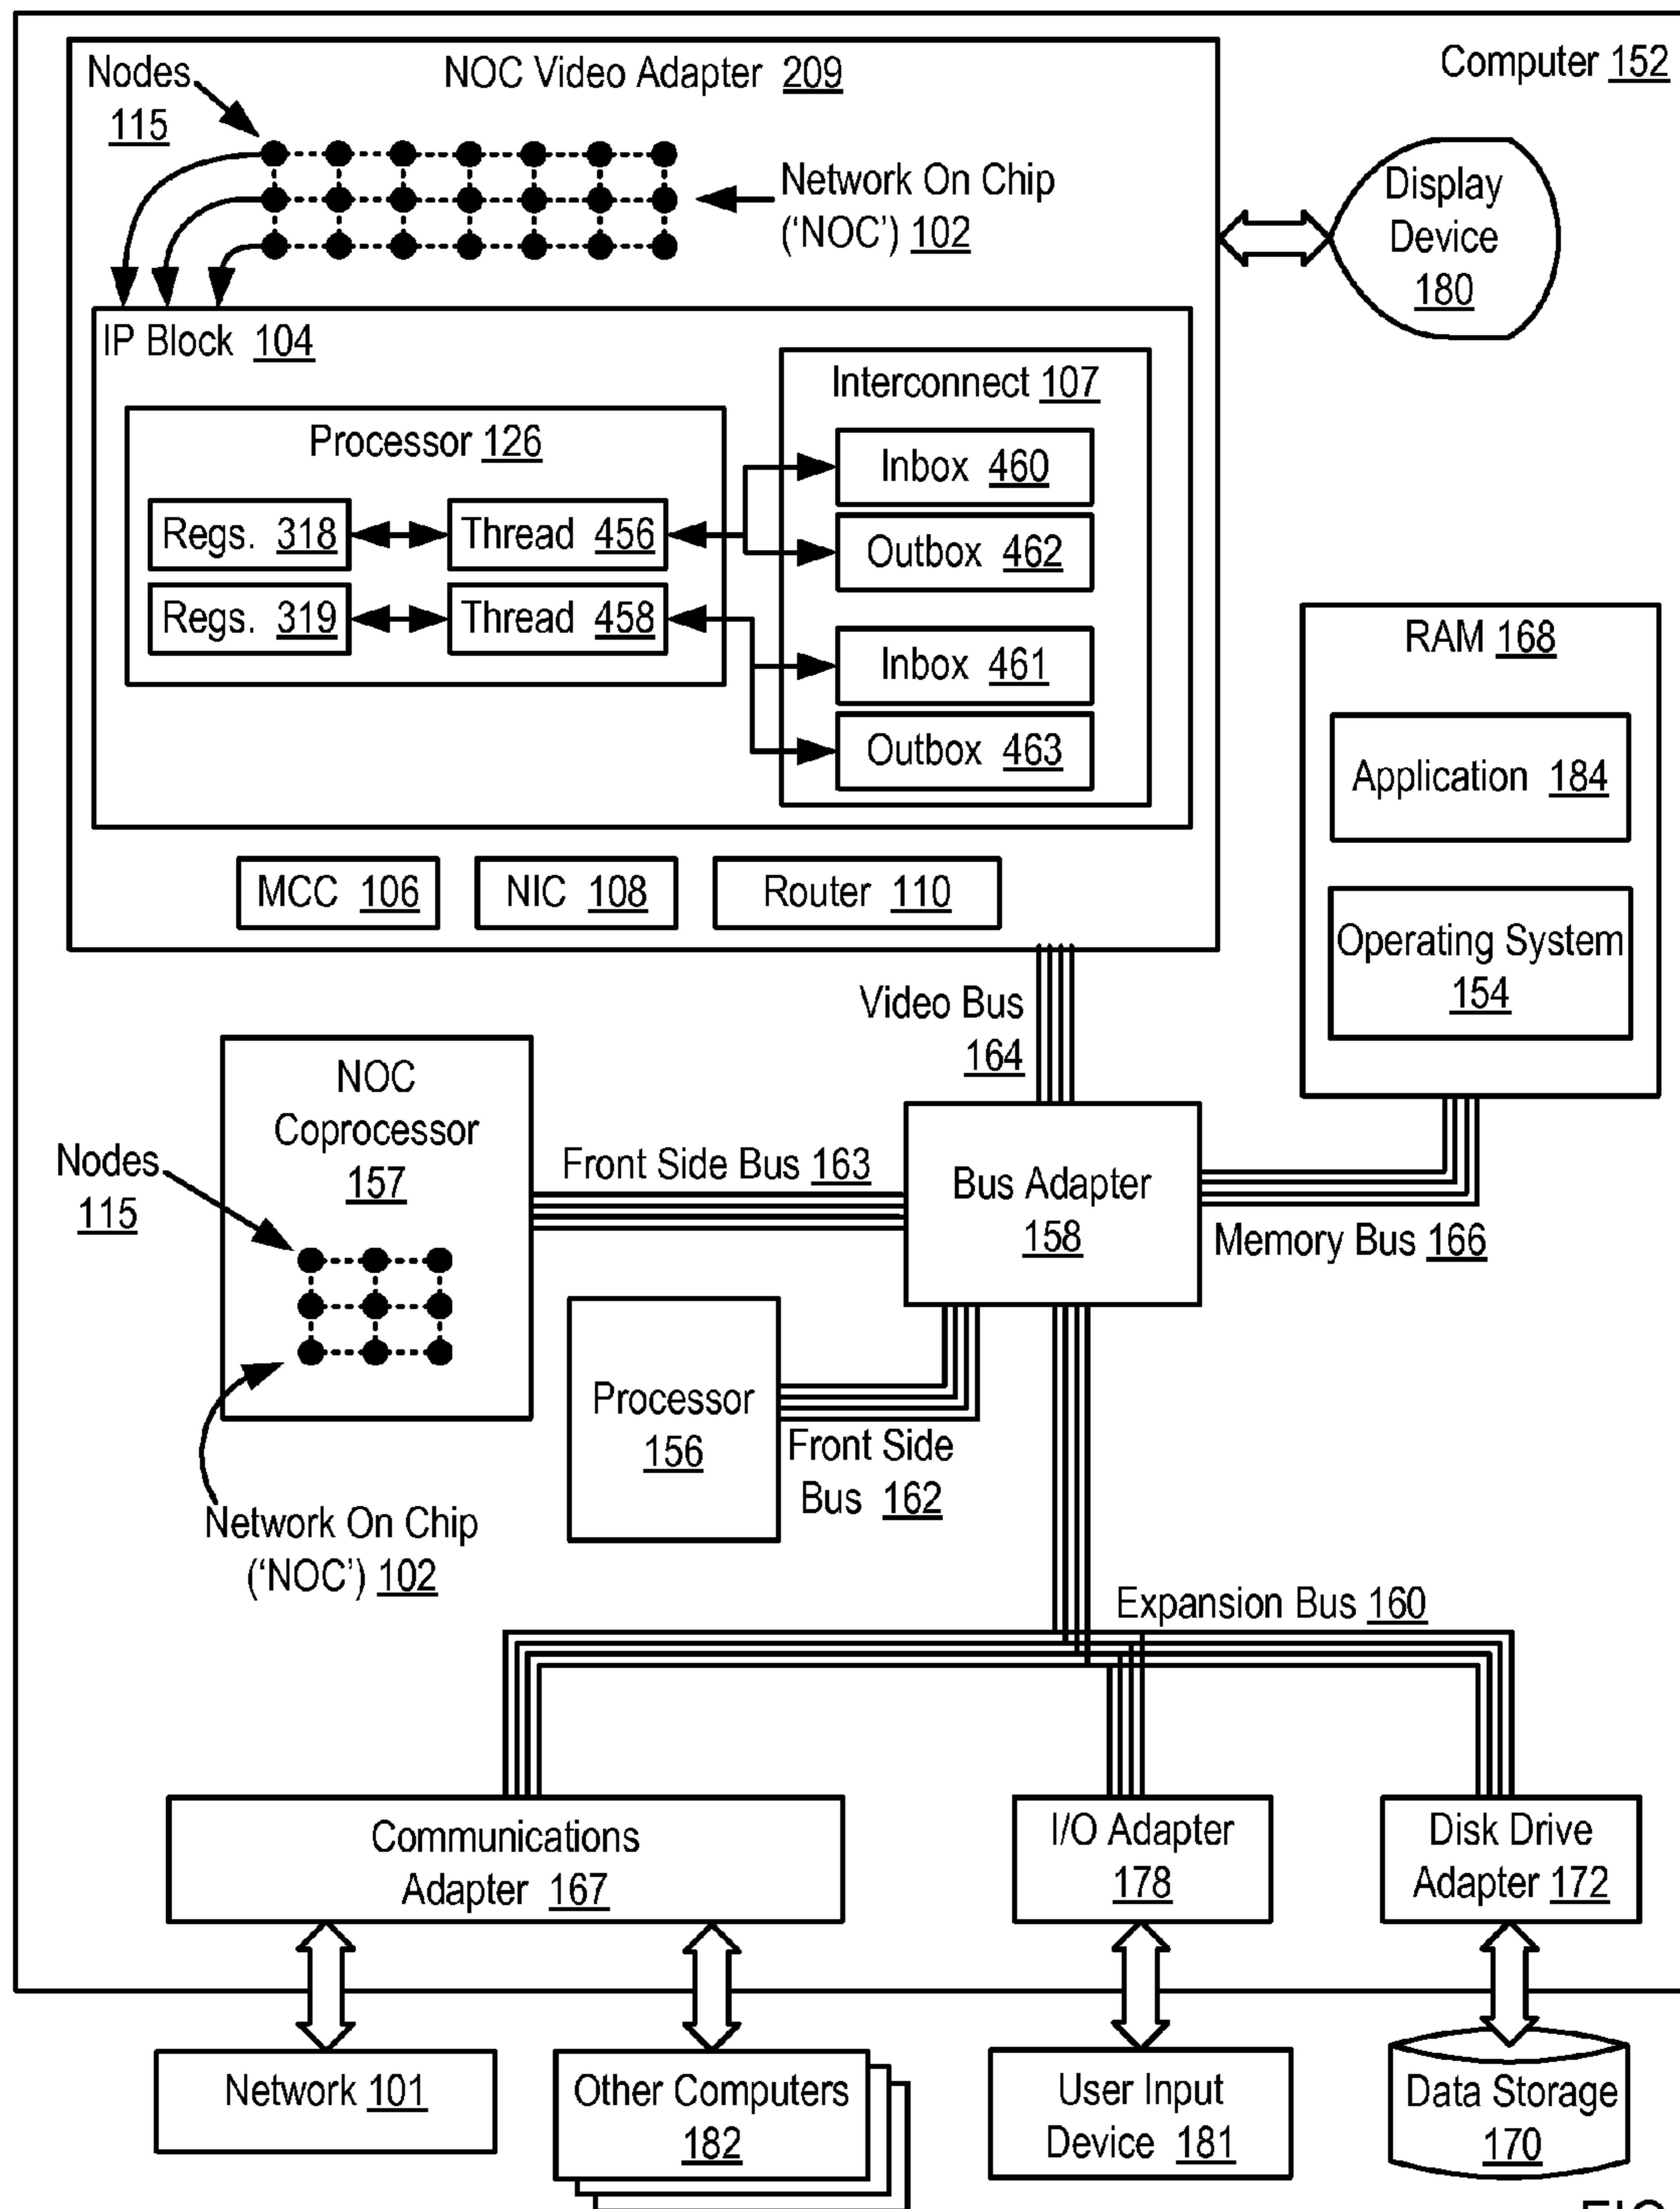 Computer 152
NOC Video Adapter 209
Nodes
115
Network On Chip
('NOC') 102
Display
Device
180
IP Block 104
Interconnect 107
Processor 126
Inbox 460
Regs. 318
Thread 456
Outbox 462
Regs. 319
Thread 458
Inbox 461
Outbox 463
RAM 168
Application 184
Operating System
154
MCC 106
NIC 108
Router 110
Video Bus
164
NOC
Coprocessor
157
Nodes
115
Front Side Bus 163
Bus Adapter
158
Memory Bus 166
Processor
156
Front Side
Bus 162
Network On Chip
('NOC') 102
Expansion Bus 160
Communications
Adapter 167
I/O Adapter
178
Disk Drive
Adapter 172
Network 101
Other Computers
182
User Input
Device 181
Data Storage
170